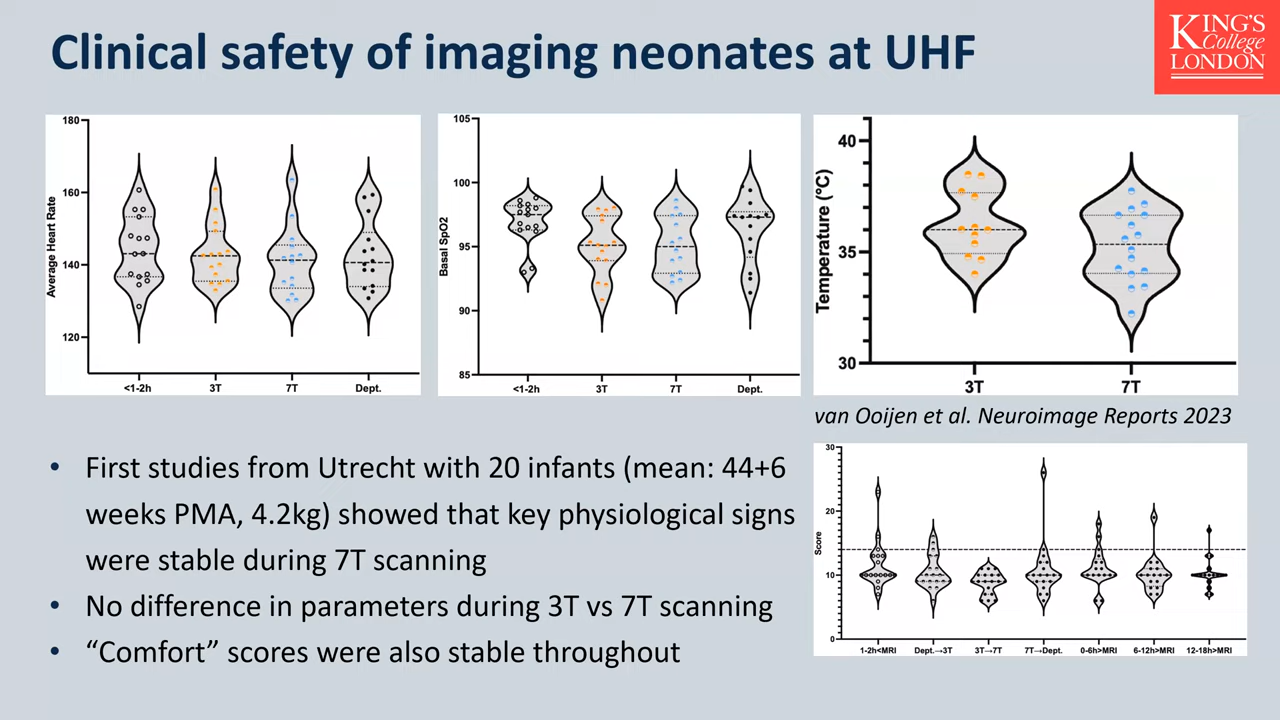 Clinical safety of imaging neonates at UHF
KING'S
College
LONDON
180
160
140
120
Average Heart Rate
<1-2h 3T 7T Dept.
105
100
95
90
85
Basal SpO2
<1-2h 3T 7T Dept.
40
35
30
Temperature (°C)
3T 7T
van Ooijen et al. Neuroimage Reports 2023
• First studies from Utrecht with 20 infants (mean: 44+6
weeks PMA, 4.2kg) showed that key physiological signs
were stable during 7T scanning
• No difference in parameters during 3T vs 7T scanning
• “Comfort” scores were also stable throughout
30
20
10
0
Score
1-2h<MRI Dept.→3T 3T→7T 7T→Dept. 0-6h>MRI 6-12h>MRI 12-18h>MRI